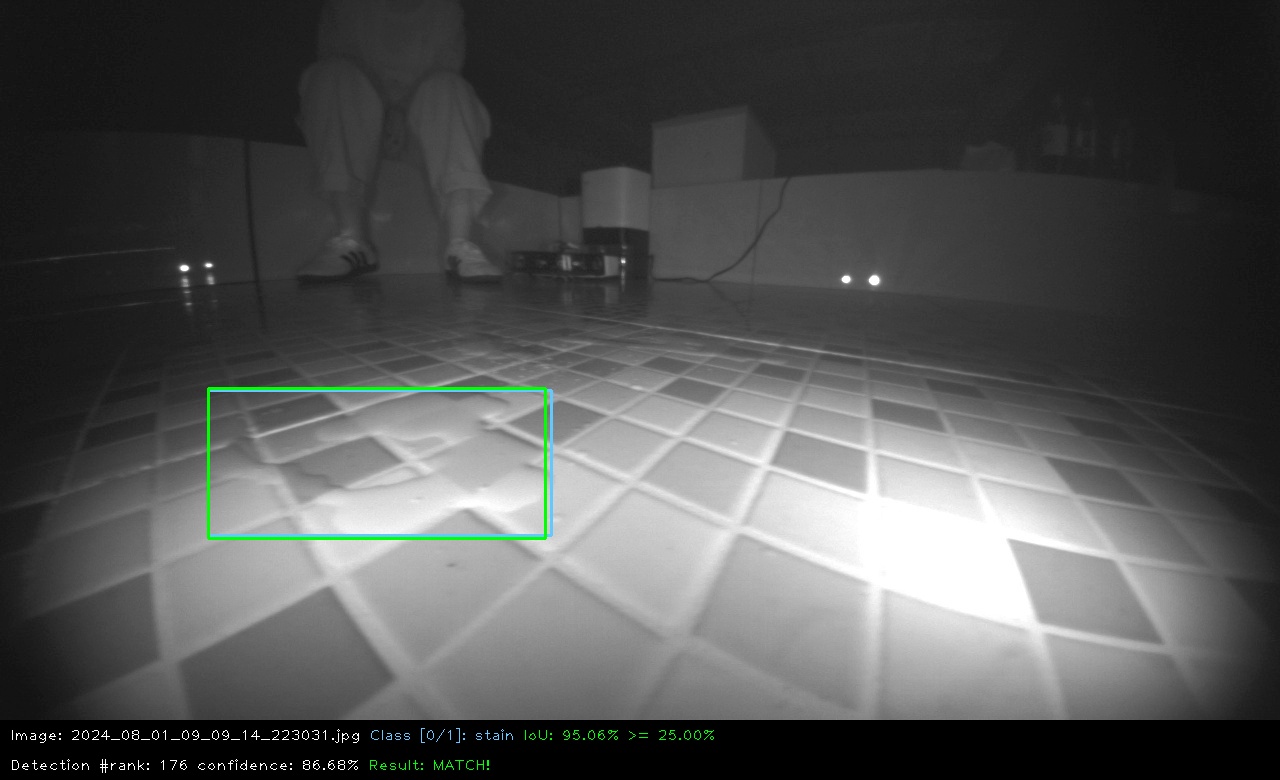 Image: 2024_08_01_09_09_14_223031.jpg Class [0/1]: stain IoU: 95.06% >= 25.00%
Detection #rank: 176 confidence: 86.68% Result: MATCH!